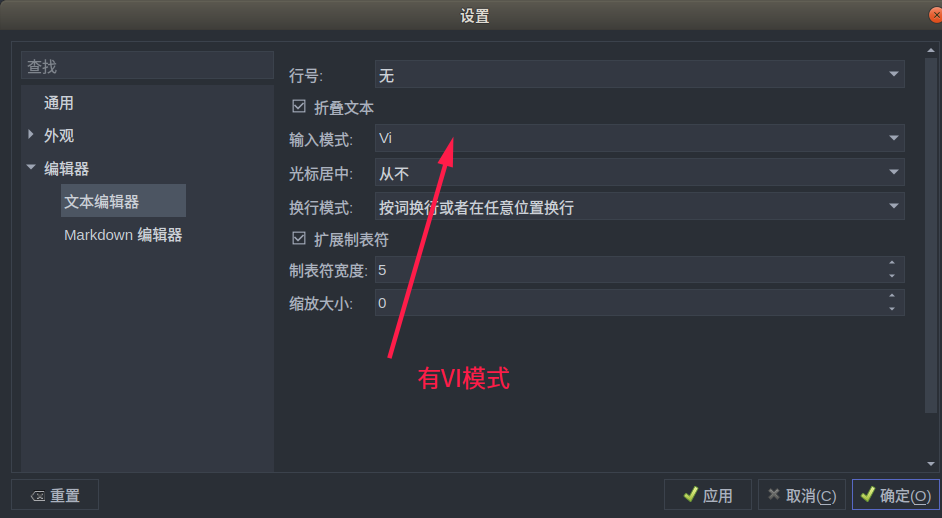 设置
查找
通用
外观
编辑器
文本编辑器
Markdown 编辑器
行号: 无
折叠文本
输入模式: Vi
光标居中: 从不
换行模式: 按词换行或者在任意位置换行
扩展制表符
制表符宽度: 5
缩放大小: 0
有VI模式
重置
应用
取消(C)
确定(O)